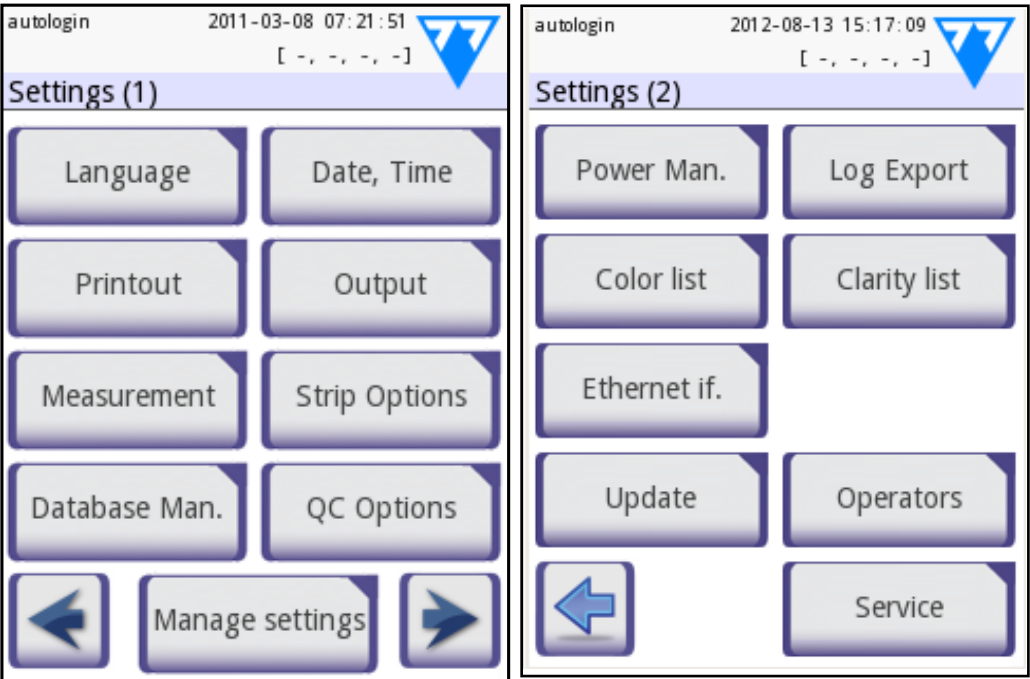 autologin 2011-03-08 07:21:51
[ -, -, -, -]
Settings (1)
Language Date, Time
Printout Output
Measurement Strip Options
Database Man. QC Options
Manage settings
autologin 2012-08-13 15:17:09
[ -, -, -, -]
Settings (2)
Power Man. Log Export
Color list Clarity list
Ethernet if.
Update Operators
Service